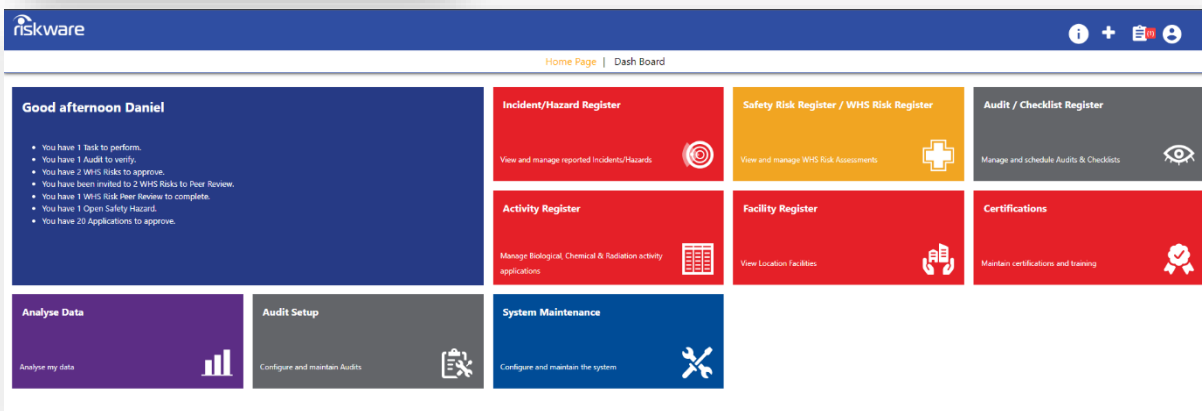 riskware
(1)
Home Page | Dash Board
Good afternoon Daniel
You have 1 Task to perform.
You have 1 Audit to verify.
You have 2 WHS Risks to approve.
You have been invited to 2 WHS Risks to Peer Review.
You have 1 WHS Risk Peer Review to complete.
You have 1 Open Safety Hazard.
You have 20 Applications to approve.
Incident/Hazard Register
View and manage reported Incidents/Hazards
Safety Risk Register / WHS Risk Register
View and manage WHS Risk Assessments
Audit / Checklist Register
Manage and schedule Audits & Checklists
Activity Register
Manage Biological, Chemical & Radiation activity
applications
Facility Register
View Location Facilities
Certifications
Maintain certifications and training
Analyse Data
Analyse my data
Audit Setup
Configure and maintain Audits
System Maintenance
Configure and maintain the system